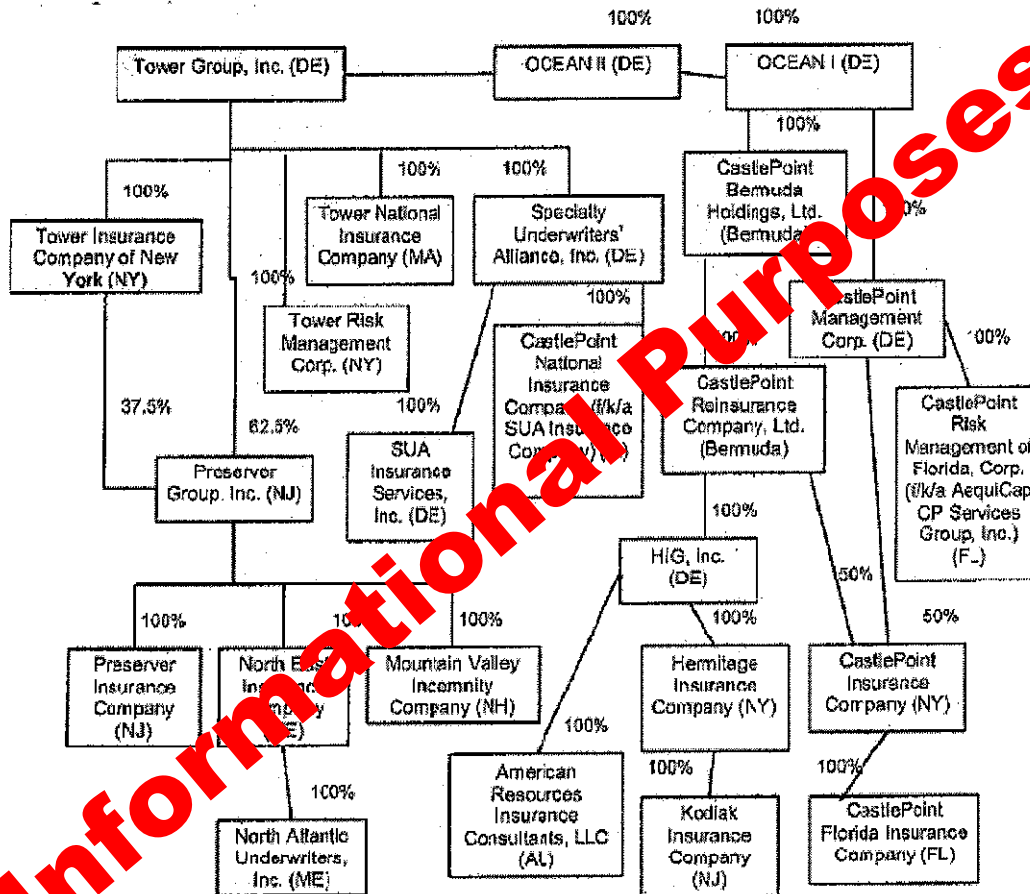 100%
100%
Tower Group, Inc. (DE)
OCEAN II (DE)
OCEAN I (DE)
100%
100%
100%
100%
CastlePoint
Bermuda
Holdings, Ltd.
(Bermuda)
Tower Insurance
Company of New
York (NY)
Tower National
Insurance
Company (MA)
Specialty
Underwriters'
Alliance, Inc. (DE)
100%
100%
Tower Risk
Management
Corp. (NY)
CastlePoint
National
Insurance
Company (f/k/a
SUA Insurance
Company)
Management
Corp. (DE)
CastlePoint
Reinsurance
Company, Ltd.
(Bermuda)
CastlePoint
Risk
Management of
Florida, Corp.
(f/k/a AequiCap
CP Services
Group, Inc.)
37.5%
62.5%
100%
SUA
Insurance
Services,
Inc. (DE)
Preserver
Group, Inc. (NJ)
100%
HIG, Inc.
(DE)
50%
50%
100%
100%
100%
Preserver
Insurance
Company
(NJ)
North East
Mountain Valley
Indemnity
Company (NH)
Hermitage
Insurance
Company (NY)
CastlePoint
Insurance
Company (NY)
100%
100%
100%
100%
North Atlantic
Underwriters,
Inc. (ME)
American
Resources
Insurance
Consultants, LLC
(AL)
Kodiak
Insurance
Company
(NJ)
CastlePoint
Florida Insurance
Company (FL)
Informational Purposes